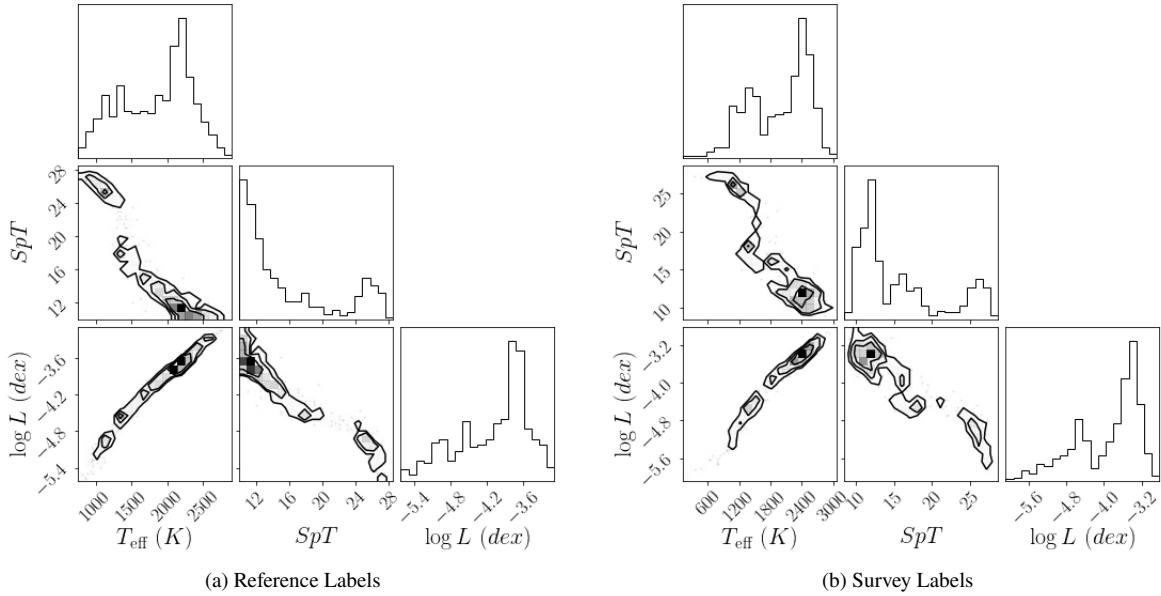 28
24
20
16
12
SpT
25
20
15
10
SpT
−3.6
−4.2
−4.8
−5.4
log L (dex)
−3.2
−4.0
−4.8
−5.6
log L (dex)
1000 1500 2000 2500
T_eff (K)
12 16 20 24 28
SpT
−5.4 −4.8 −4.2 −3.6
log L (dex)
600 1200 1800 2400 3000
T_eff (K)
10 15 20 25
SpT
−5.6 −4.8 −4.0 −3.2
log L (dex)
(a) Reference Labels
(b) Survey Labels